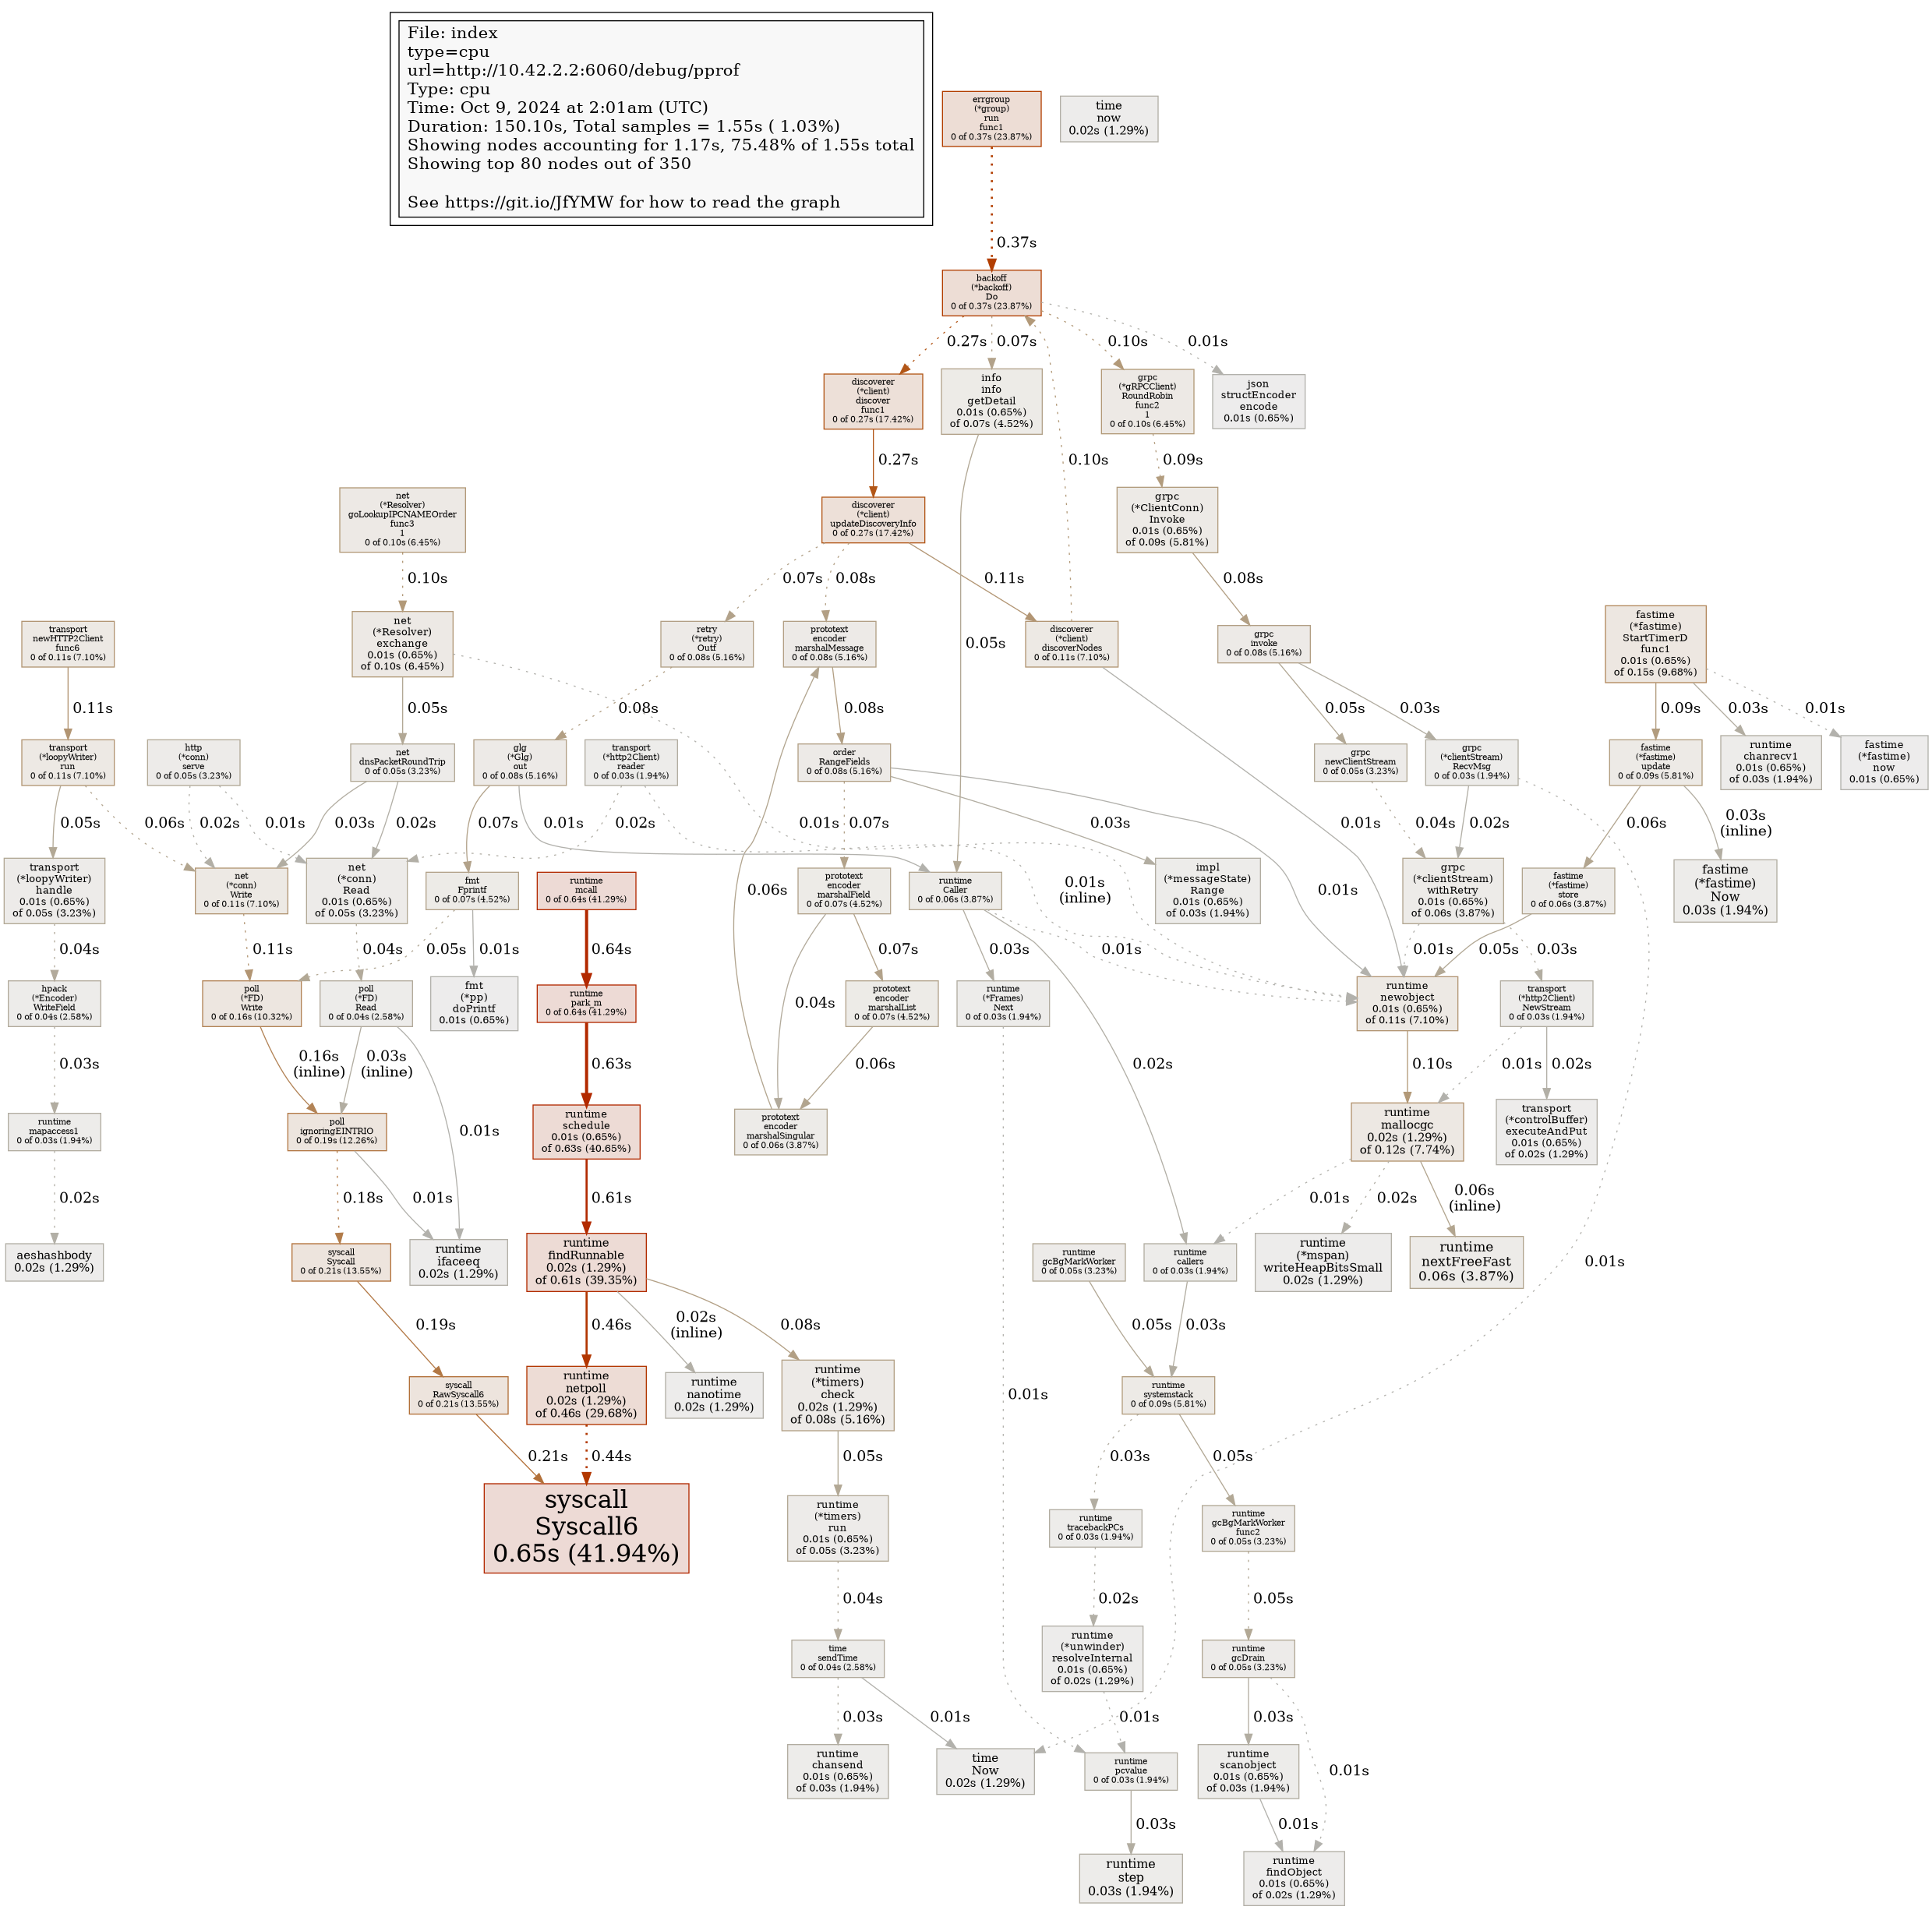 File: index
type=cpu
url=http://10.42.2.2:6060/debug/pprof
Type: cpu
Time: Oct 9, 2024 at 2:01am (UTC)
Duration: 150.10s, Total samples = 1.55s ( 1.03%)
Showing nodes accounting for 1.17s, 75.48% of 1.55s total
Showing top 80 nodes out of 350
See https://git.io/JfYMW for how to read the graph
errgroup
(*group)
run
func1
0 of 0.37s (23.87%)
time
now
0.02s (1.29%)
0.37s
backoff
(*backoff)
Do
0 of 0.37s (23.87%)
0.27s
0.07s
0.10s
0.01s
discoverer
(*client)
discover
func1
0 of 0.27s (17.42%)
info
info
getDetail
0.01s (0.65%)
of 0.07s (4.52%)
grpc
(*gRPCClient)
RoundRobin
func2
1
0 of 0.10s (6.45%)
json
structEncoder
encode
0.01s (0.65%)
0.27s
0.10s
0.09s
net
(*Resolver)
goLookupIPCNAMEOrder
func3
1
0 of 0.10s (6.45%)
discoverer
(*client)
updateDiscoveryInfo
0 of 0.27s (17.42%)
grpc
(*ClientConn)
Invoke
0.01s (0.65%)
of 0.09s (5.81%)
0.10s
0.07s
0.08s
0.11s
0.08s
transport
newHTTP2Client
func6
0 of 0.11s (7.10%)
net
(*Resolver)
exchange
0.01s (0.65%)
of 0.10s (6.45%)
retry
(*retry)
Outf
0 of 0.08s (5.16%)
prototext
encoder
marshalMessage
0 of 0.08s (5.16%)
0.05s
discoverer
(*client)
discoverNodes
0 of 0.11s (7.10%)
grpc
invoke
0 of 0.08s (5.16%)
fastime
(*fastime)
StartTimerD
func1
0.01s (0.65%)
of 0.15s (9.68%)
0.11s
0.05s
0.08s
0.08s
0.05s
0.03s
0.09s
0.03s
0.01s
transport
(*loopyWriter)
run
0 of 0.11s (7.10%)
http
(*conn)
serve
0 of 0.05s (3.23%)
net
dnsPacketRoundTrip
0 of 0.05s (3.23%)
glg
(*Glg)
out
0 of 0.08s (5.16%)
transport
(*http2Client)
reader
0 of 0.03s (1.94%)
order
RangeFields
0 of 0.08s (5.16%)
grpc
newClientStream
0 of 0.05s (3.23%)
grpc
(*clientStream)
RecvMsg
0 of 0.03s (1.94%)
fastime
(*fastime)
update
0 of 0.09s (5.81%)
runtime
chanrecv1
0.01s (0.65%)
of 0.03s (1.94%)
fastime
(*fastime)
now
0.01s (0.65%)
0.05s
0.06s
0.02s
0.01s
0.03s
0.02s
0.07s
0.01s
0.02s
0.01s
0.07s
0.03s
0.01s
0.04s
0.02s
0.06s
0.03s
(inline)
transport
(*loopyWriter)
handle
0.01s (0.65%)
of 0.05s (3.23%)
net
(*conn)
Write
0 of 0.11s (7.10%)
net
(*conn)
Read
0.01s (0.65%)
of 0.05s (3.23%)
fmt
Fprintf
0 of 0.07s (4.52%)
runtime
mcall
0 of 0.64s (41.29%)
0.06s
prototext
encoder
marshalField
0 of 0.07s (4.52%)
runtime
Caller
0 of 0.06s (3.87%)
0.01s
(inline)
impl
(*messageState)
Range
0.01s (0.65%)
of 0.03s (1.94%)
0.01s
grpc
(*clientStream)
withRetry
0.01s (0.65%)
of 0.06s (3.87%)
fastime
(*fastime)
store
0 of 0.06s (3.87%)
fastime
(*fastime)
Now
0.03s (1.94%)
0.04s
0.11s
0.04s
0.05s
0.01s
0.64s
0.04s
0.07s
0.03s
0.02s
0.01s
0.01s
0.03s
0.05s
hpack
(*Encoder)
WriteField
0 of 0.04s (2.58%)
poll
(*FD)
Write
0 of 0.16s (10.32%)
poll
(*FD)
Read
0 of 0.04s (2.58%)
fmt
(*pp)
doPrintf
0.01s (0.65%)
runtime
park_m
0 of 0.64s (41.29%)
prototext
encoder
marshalList
0 of 0.07s (4.52%)
runtime
(*Frames)
Next
0 of 0.03s (1.94%)
runtime
newobject
0.01s (0.65%)
of 0.11s (7.10%)
transport
(*http2Client)
NewStream
0 of 0.03s (1.94%)
0.03s
0.16s
(inline)
0.03s
(inline)
0.01s
0.63s
0.06s
0.10s
0.01s
0.02s
runtime
mapaccess1
0 of 0.03s (1.94%)
poll
ignoringEINTRIO
0 of 0.19s (12.26%)
runtime
schedule
0.01s (0.65%)
of 0.63s (40.65%)
prototext
encoder
marshalSingular
0 of 0.06s (3.87%)
runtime
mallocgc
0.02s (1.29%)
of 0.12s (7.74%)
transport
(*controlBuffer)
executeAndPut
0.01s (0.65%)
of 0.02s (1.29%)
0.02s
0.18s
0.01s
0.61s
0.01s
0.02s
0.06s
(inline)
0.01s
aeshashbody
0.02s (1.29%)
syscall
Syscall
0 of 0.21s (13.55%)
runtime
ifaceeq
0.02s (1.29%)
runtime
findRunnable
0.02s (1.29%)
of 0.61s (39.35%)
runtime
gcBgMarkWorker
0 of 0.05s (3.23%)
runtime
callers
0 of 0.03s (1.94%)
runtime
(*mspan)
writeHeapBitsSmall
0.02s (1.29%)
runtime
nextFreeFast
0.06s (3.87%)
0.19s
0.46s
0.02s
(inline)
0.08s
0.05s
0.03s
syscall
RawSyscall6
0 of 0.21s (13.55%)
runtime
netpoll
0.02s (1.29%)
of 0.46s (29.68%)
runtime
nanotime
0.02s (1.29%)
runtime
(*timers)
check
0.02s (1.29%)
of 0.08s (5.16%)
0.01s
runtime
systemstack
0 of 0.09s (5.81%)
0.21s
0.44s
0.05s
0.03s
0.05s
syscall
Syscall6
0.65s (41.94%)
runtime
(*timers)
run
0.01s (0.65%)
of 0.05s (3.23%)
runtime
tracebackPCs
0 of 0.03s (1.94%)
runtime
gcBgMarkWorker
func2
0 of 0.05s (3.23%)
0.04s
0.02s
0.05s
time
sendTime
0 of 0.04s (2.58%)
runtime
(*unwinder)
resolveInternal
0.01s (0.65%)
of 0.02s (1.29%)
runtime
gcDrain
0 of 0.05s (3.23%)
0.03s
0.01s
0.01s
0.03s
0.01s
runtime
chansend
0.01s (0.65%)
of 0.03s (1.94%)
time
Now
0.02s (1.29%)
runtime
pcvalue
0 of 0.03s (1.94%)
runtime
scanobject
0.01s (0.65%)
of 0.03s (1.94%)
0.03s
0.01s
runtime
step
0.03s (1.94%)
runtime
findObject
0.01s (0.65%)
of 0.02s (1.29%)